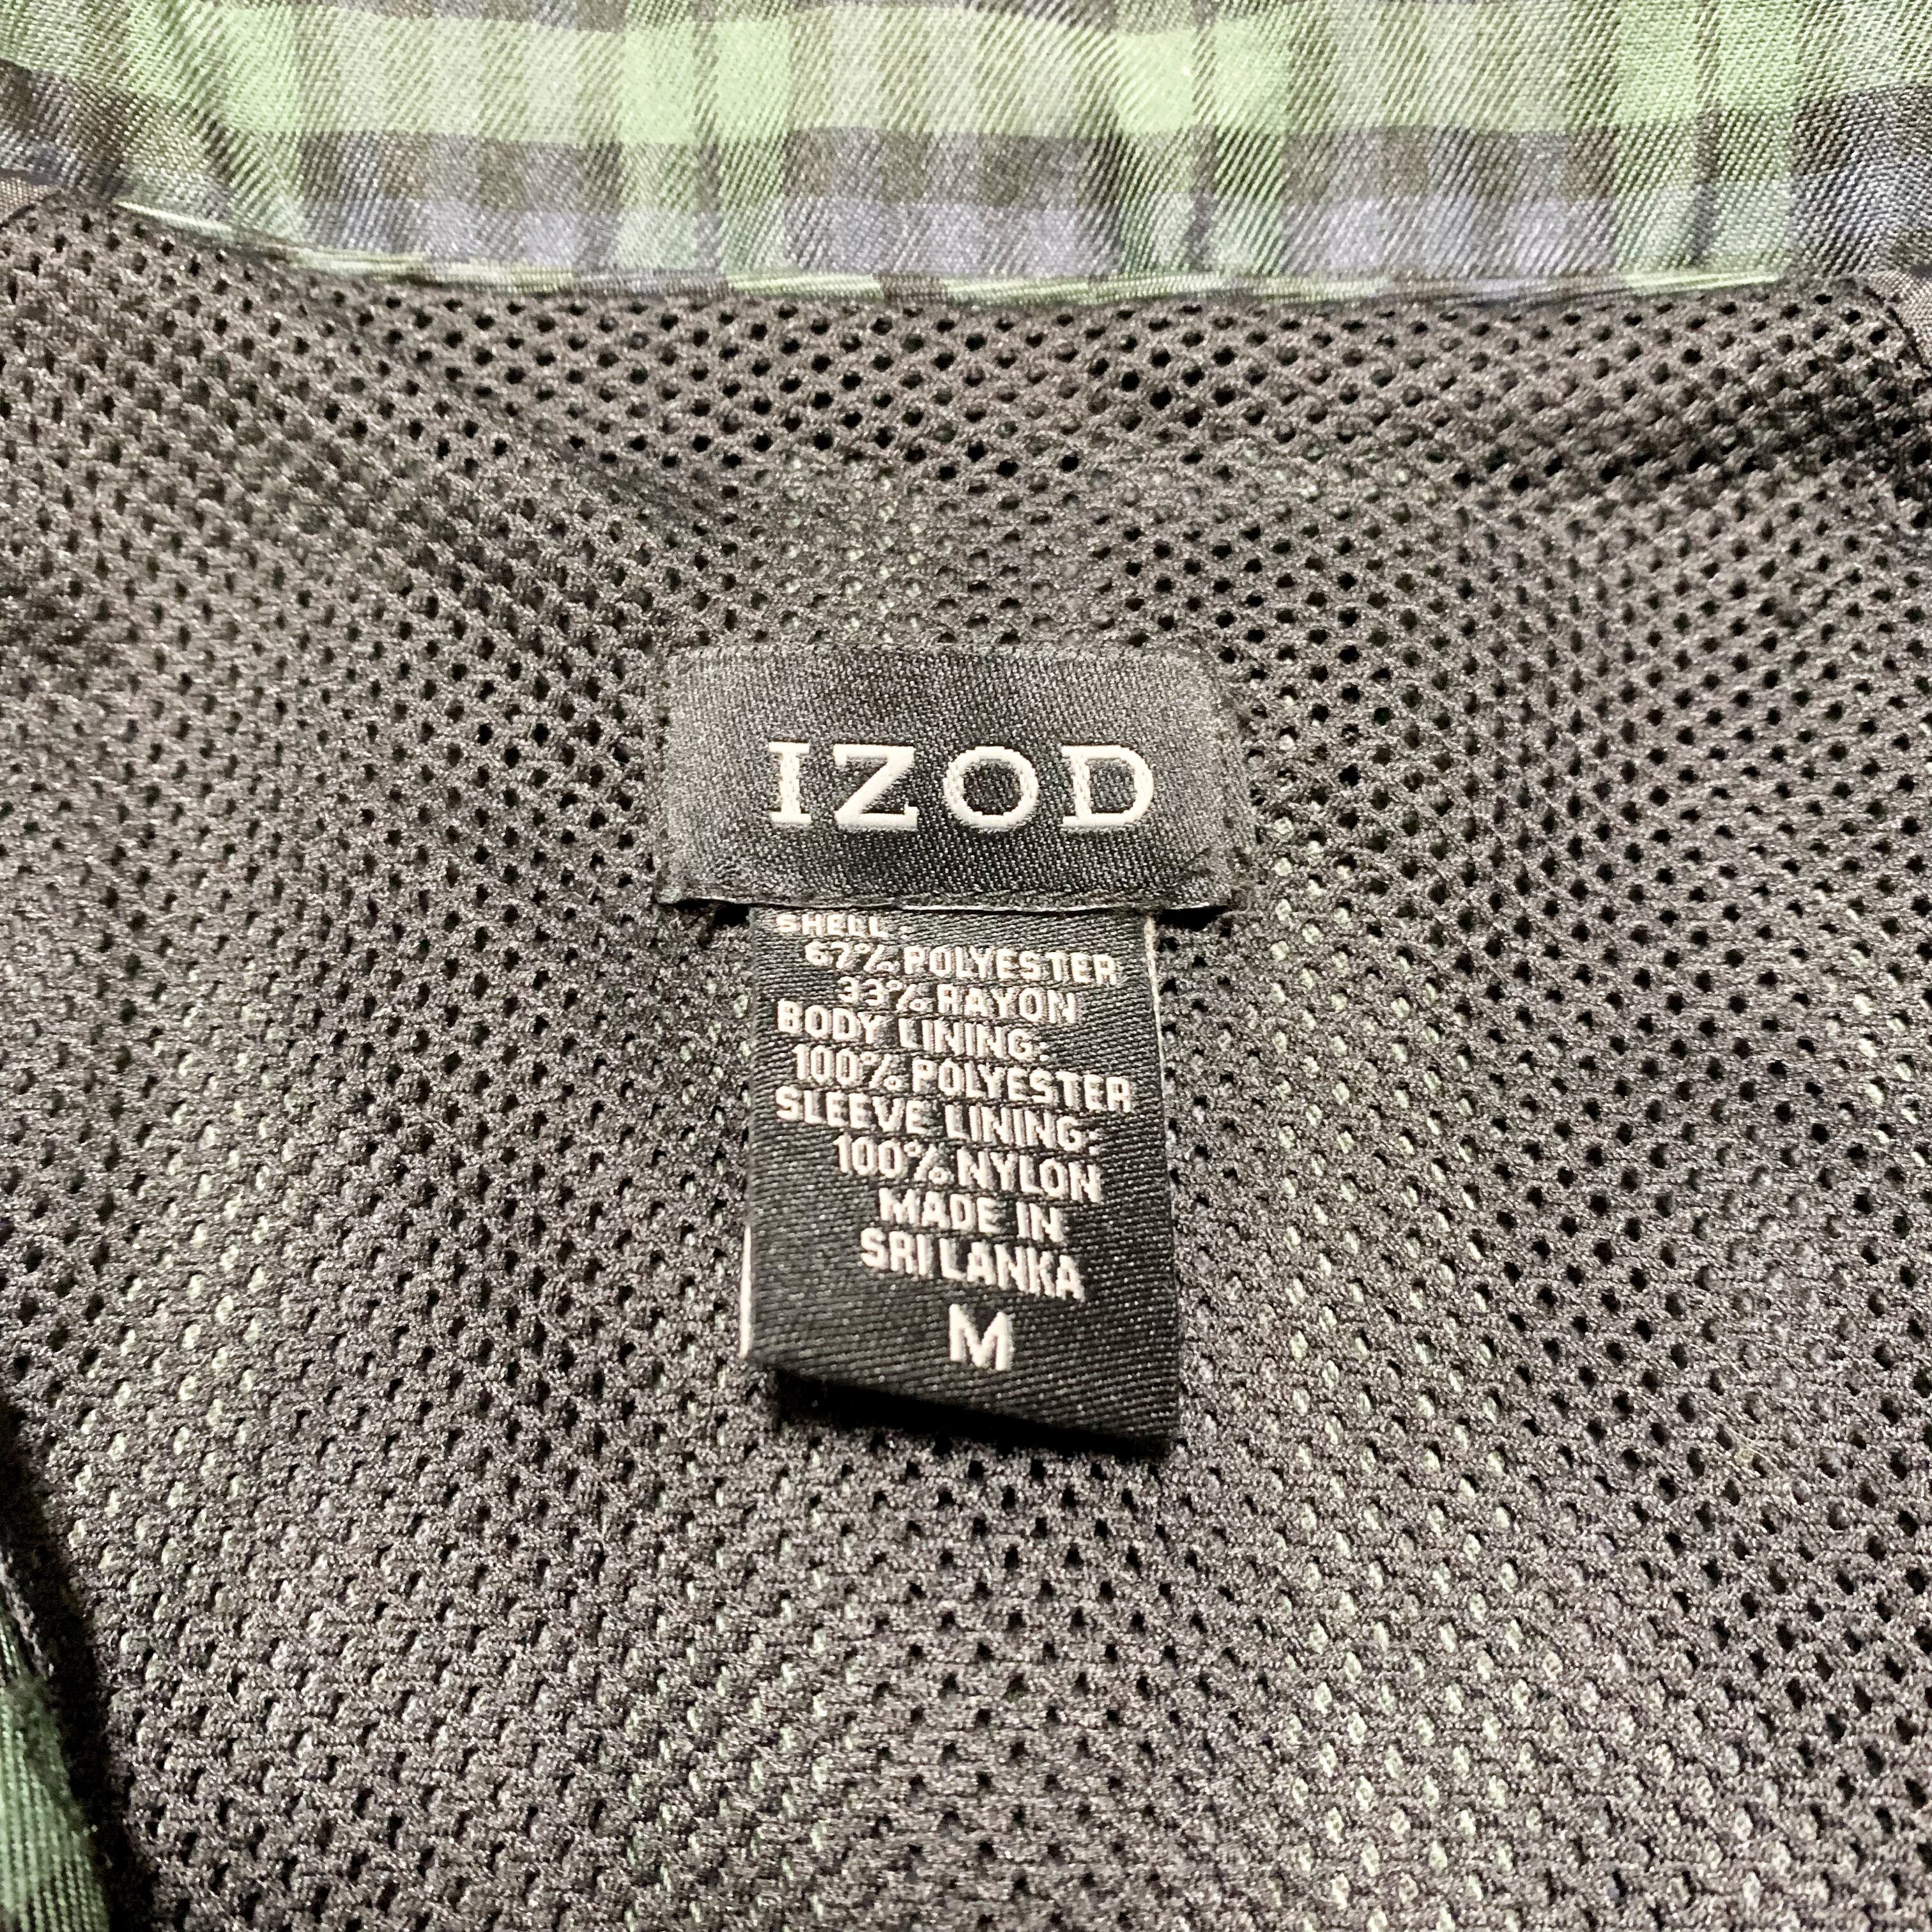 IZOD
SHELL:
67% POLYESTER
33% RAYON
BODY LINING:
100% POLYESTER
SLEEVE LINING:
100% NYLON
MADE IN
SRI LANKA
M